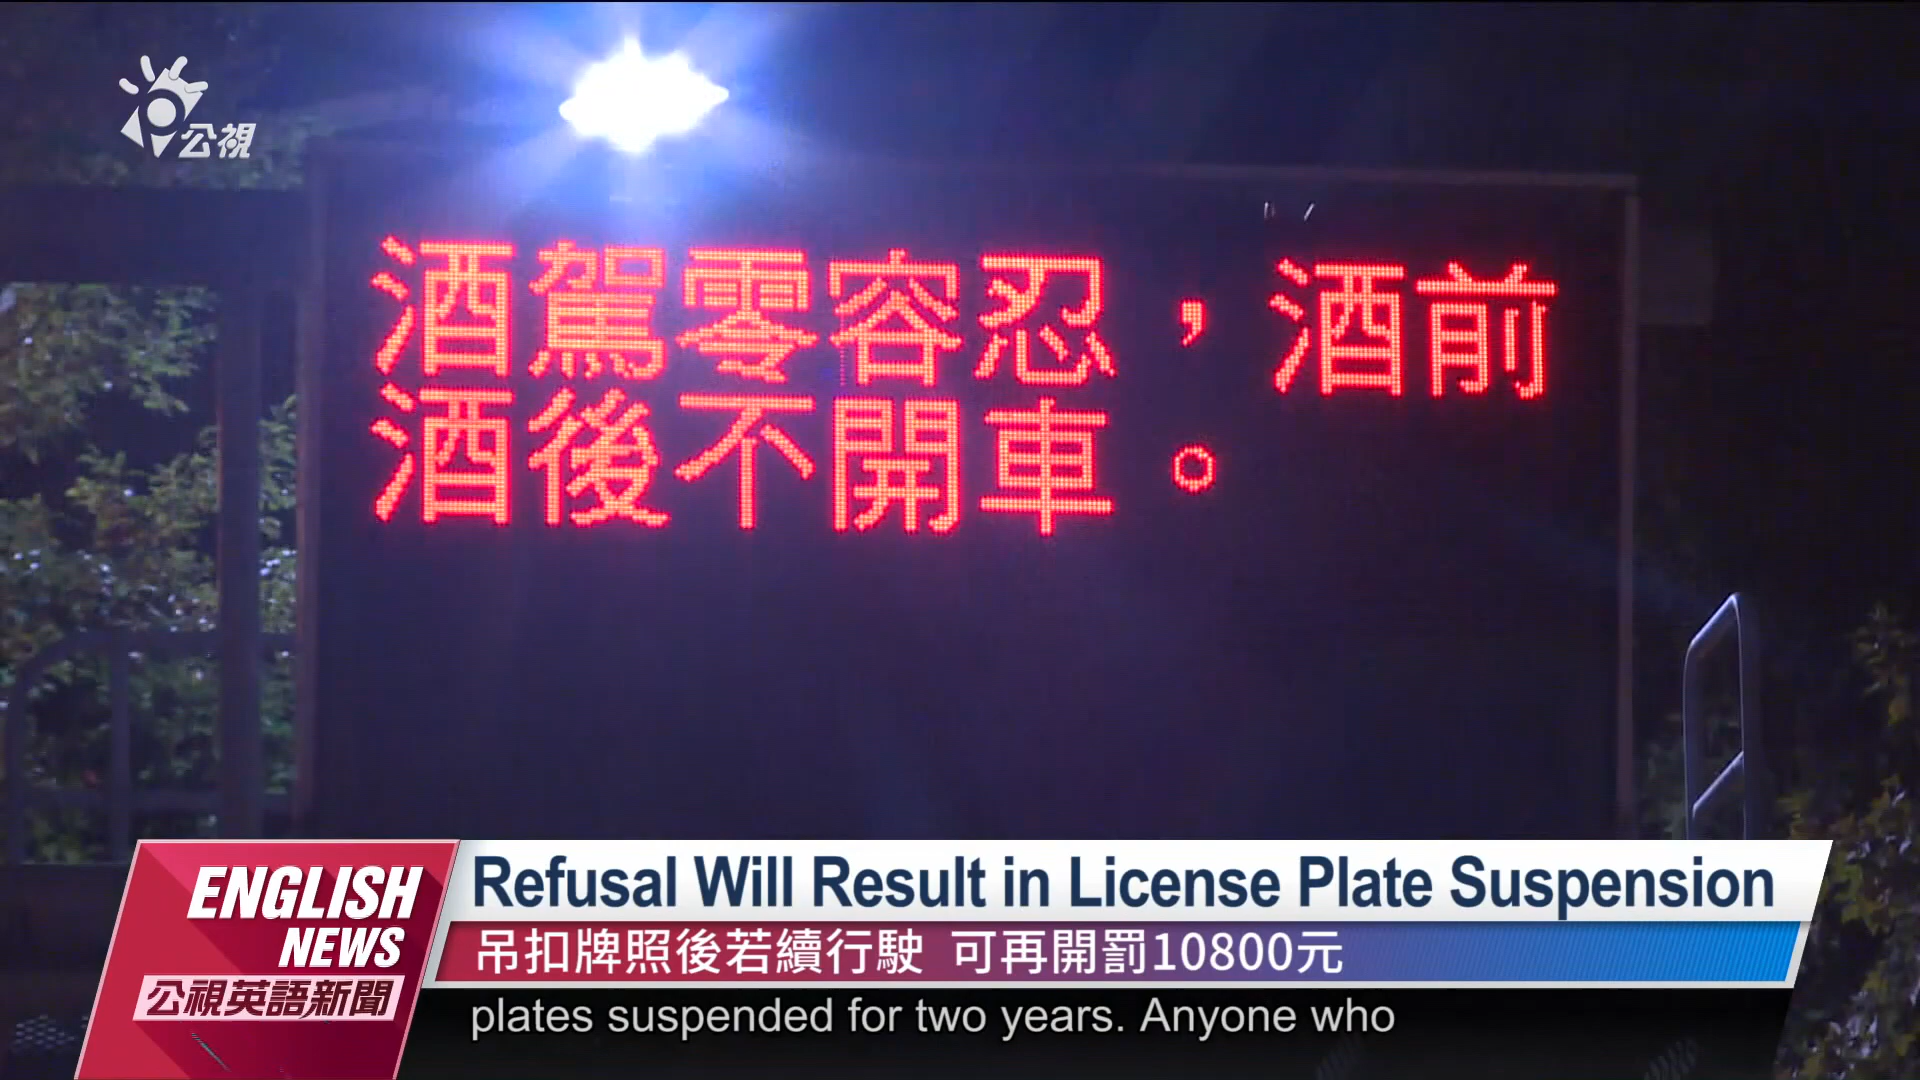 公視
酒駕零容忍，酒前
酒後不開車。
ENGLISH
NEWS
公視英語新聞
Refusal Will Result in License Plate Suspension
吊扣牌照後若續行駛 可再開罰10800元
plates suspended for two years. Anyone who